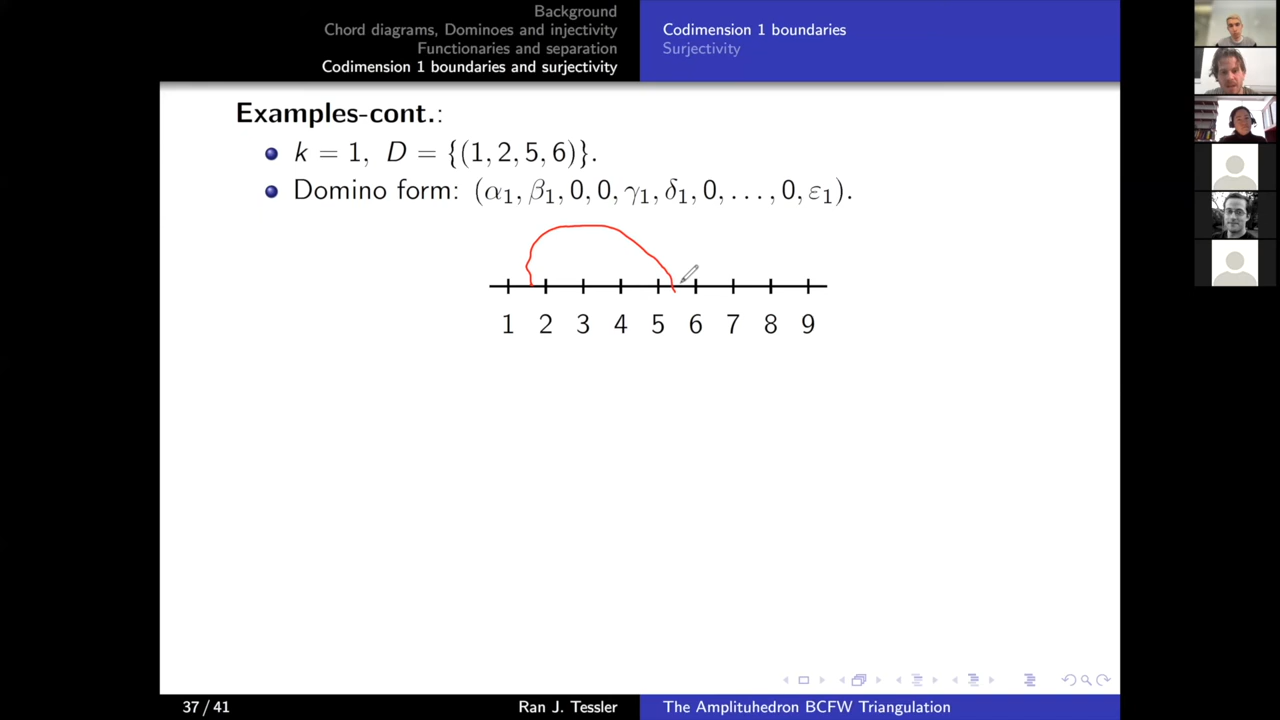 Background
Chord diagrams, Dominoes and injectivity
Functionaries and separation
Codimension 1 boundaries and surjectivity
Codimension 1 boundaries
Surjectivity
Examples-cont.:
k = 1, D = {(1, 2, 5, 6)}.
Domino form: (α₁, β₁, 0, 0, γ₁, δ₁, 0, . . . , 0, ε₁).
1 2 3 4 5 6 7 8 9
37 / 41
Ran J. Tessler
The Amplituhedron BCFW Triangulation